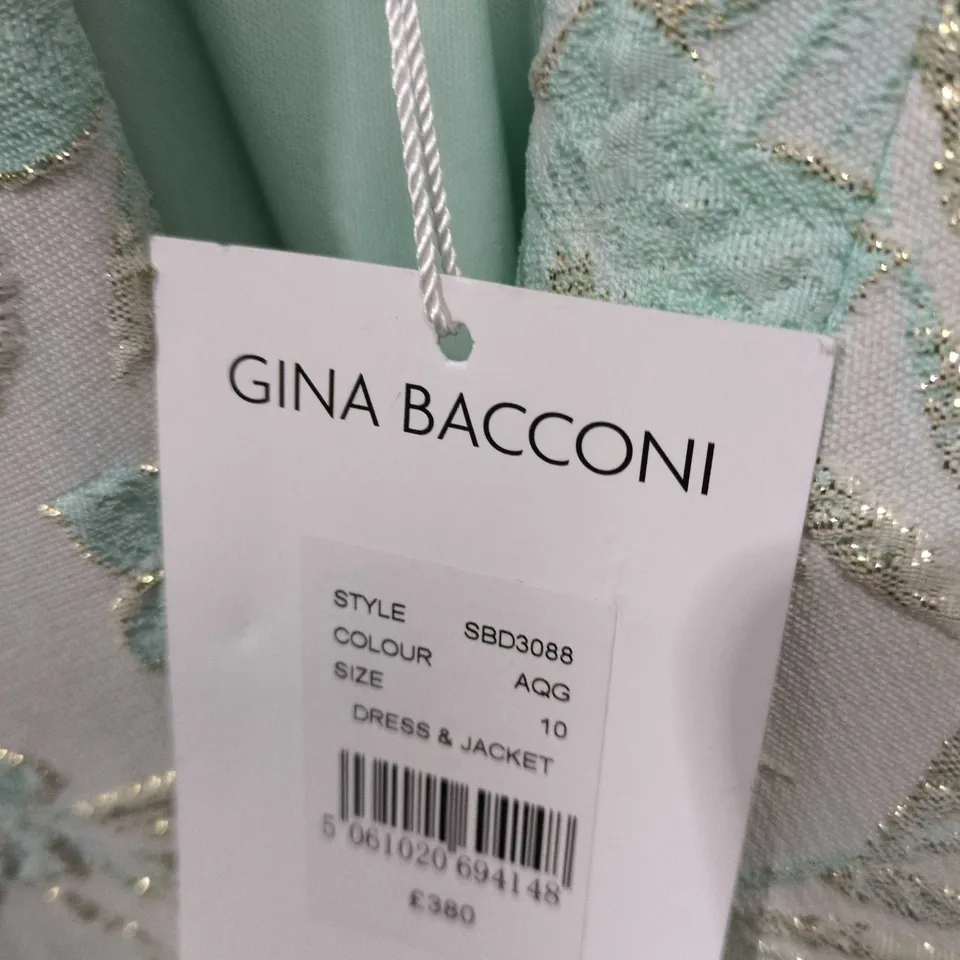 GINA BACCONI
STYLE SBD3088
COLOUR AQG
SIZE 10
DRESS & JACKET
5 061020 694148
£380